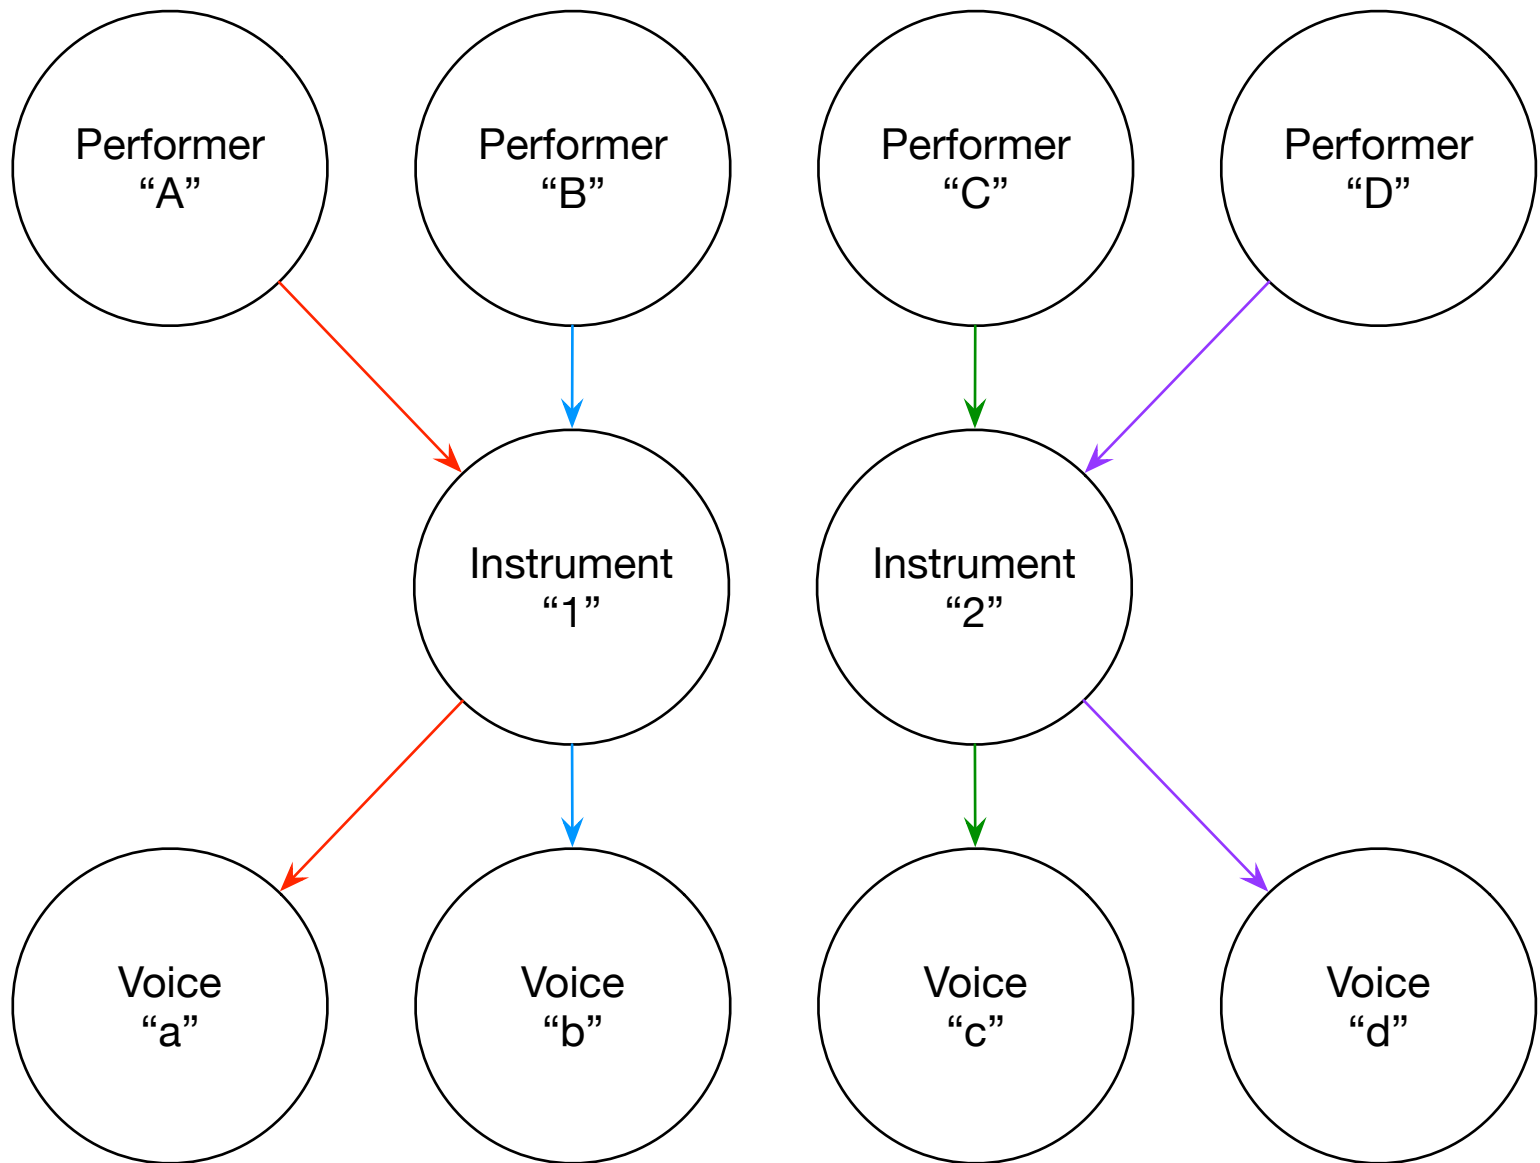 Performer
“A”
Performer
“B”
Performer
“C”
Performer
“D”
Instrument
“1”
Instrument
“2”
Voice
“a”
Voice
“b”
Voice
“c”
Voice
“d”